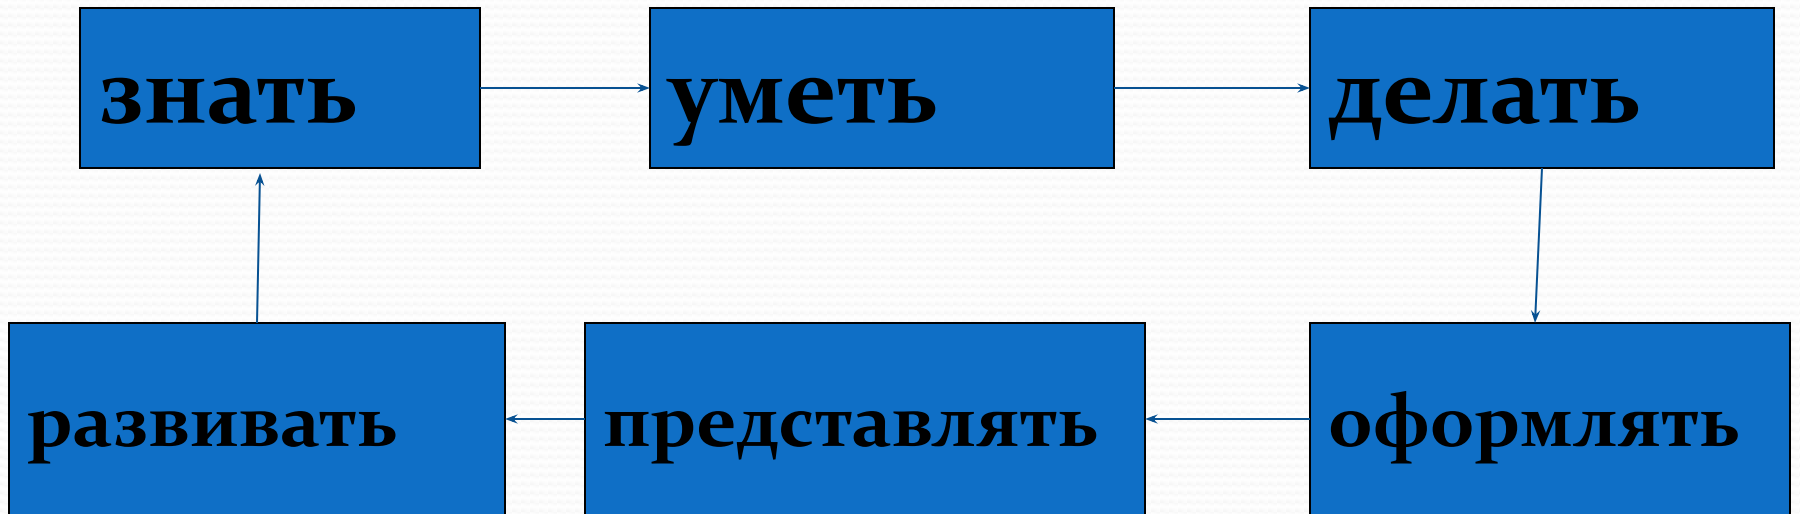 знать
уметь
делать
развивать
представлять
оформлять